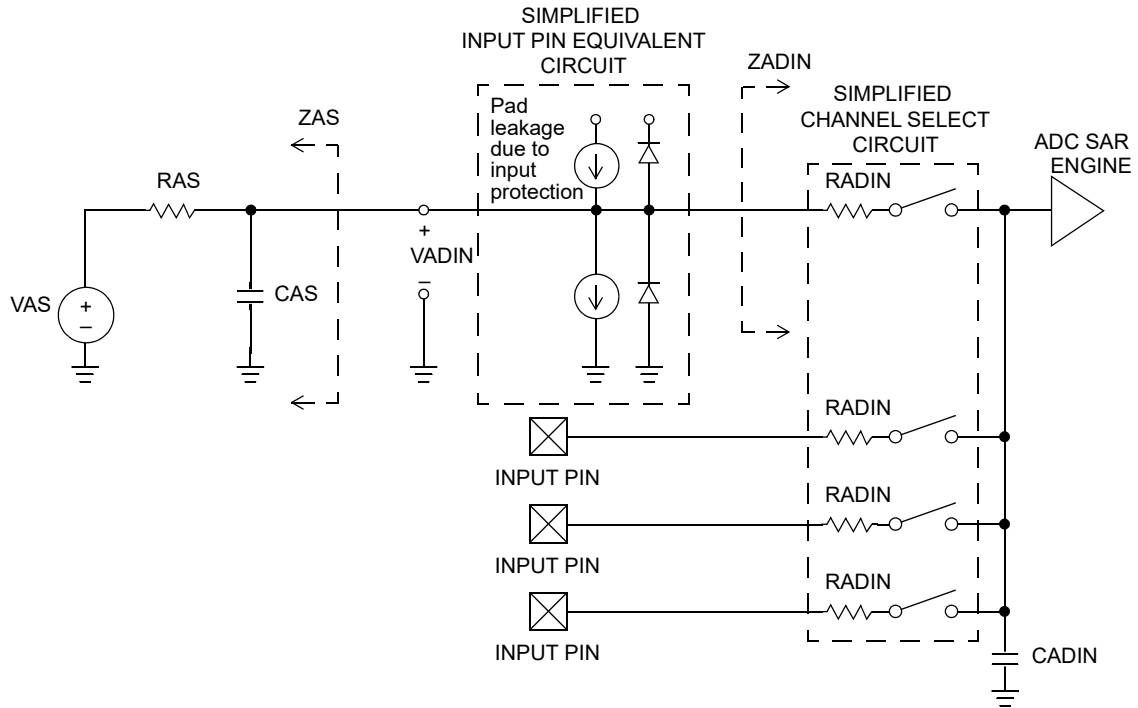 SIMPLIFIED
INPUT PIN EQUIVALENT
CIRCUIT
ZADIN
SIMPLIFIED
CHANNEL SELECT
CIRCUIT
ADC SAR
ENGINE
Pad
leakage
due to
input
protection
ZAS
RAS
RADIN
+
VADIN
–
CAS
VAS
+
–
RADIN
INPUT PIN
RADIN
INPUT PIN
RADIN
INPUT PIN
CADIN